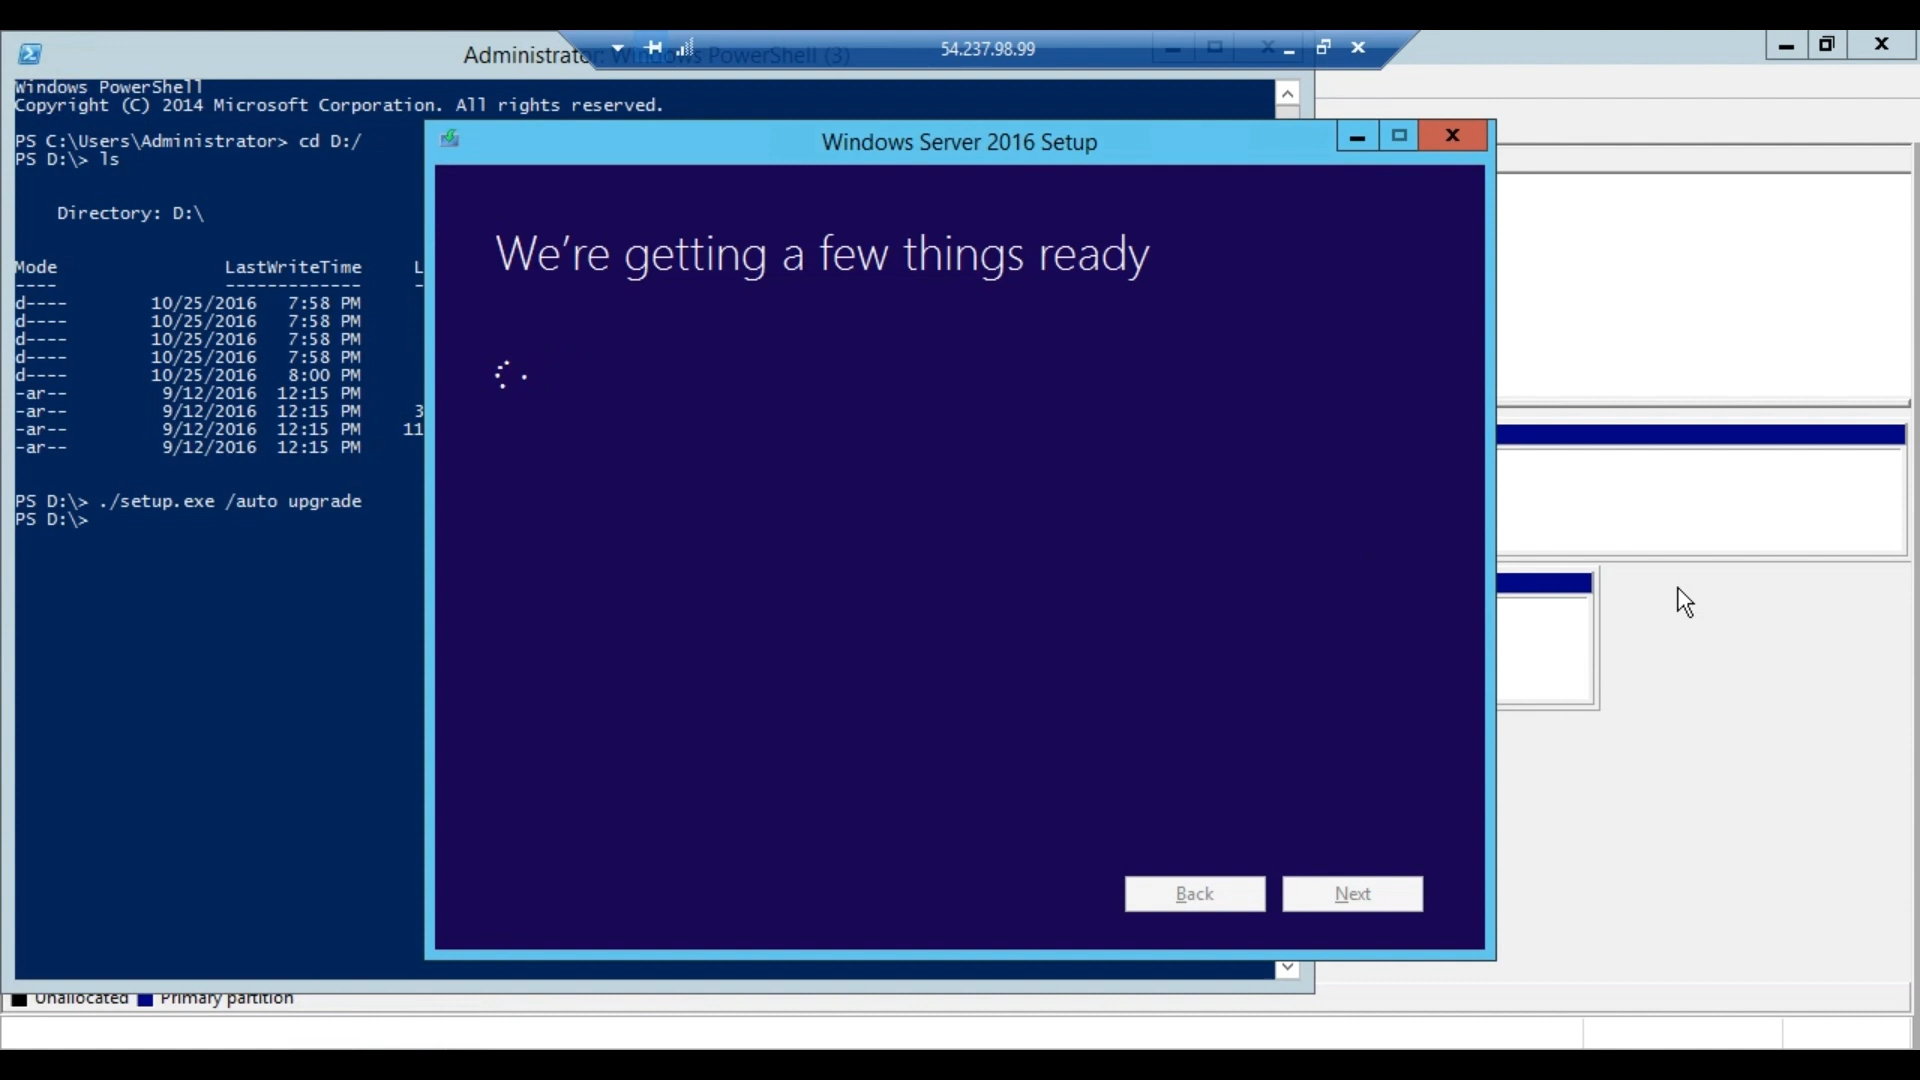 54.237.98.99
Administrator: Windows PowerShell (3)
Windows PowerShell
Copyright (C) 2014 Microsoft Corporation. All rights reserved.
PS C:\Users\Administrator> cd D:/
PS D:\> ls
Directory: D:\
Mode LastWriteTime L
---- ------------- -
d---- 10/25/2016 7:58 PM
d---- 10/25/2016 7:58 PM
d---- 10/25/2016 7:58 PM
d---- 10/25/2016 7:58 PM
d---- 10/25/2016 8:00 PM
-ar-- 9/12/2016 12:15 PM
-ar-- 9/12/2016 12:15 PM 3
-ar-- 9/12/2016 12:15 PM 11
-ar-- 9/12/2016 12:15 PM
PS D:\> ./setup.exe /auto upgrade
PS D:\>
Windows Server 2016 Setup
We're getting a few things ready
Back
Next
Unallocated
Primary partition